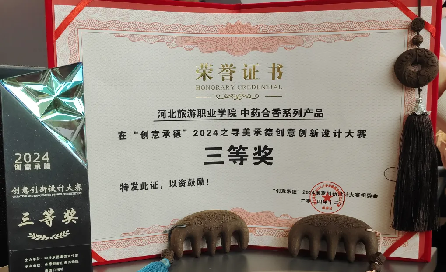 荣誉证书
HONORARY CREDENTIAL
河北旅游职业学院 中药合香系列产品
在“创意承德”2024之寻美承德创意创新设计大赛
三等奖
特发此证，以资鼓励！
2024
创意承德
创意创新设计大赛
三等奖